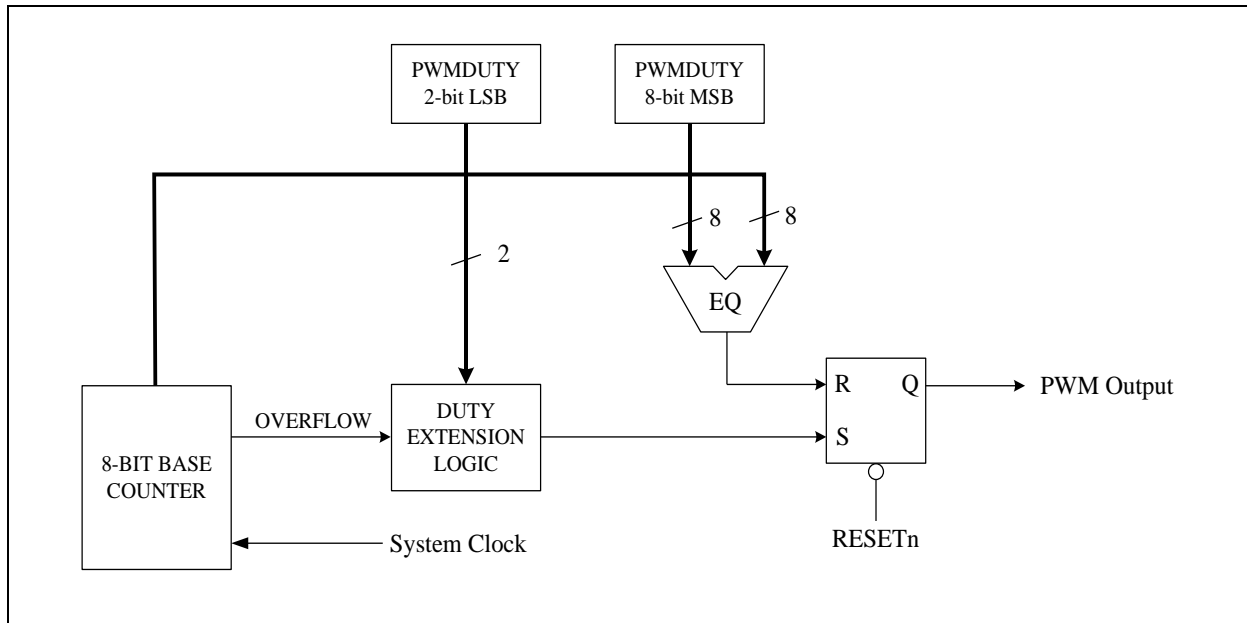 PWMDUTY
2-bit LSB
PWMDUTY
8-bit MSB
8
8
2
EQ
R
Q
PWM Output
OVERFLOW
DUTY
EXTENSION
LOGIC
S
8-BIT BASE
COUNTER
System Clock
RESETn